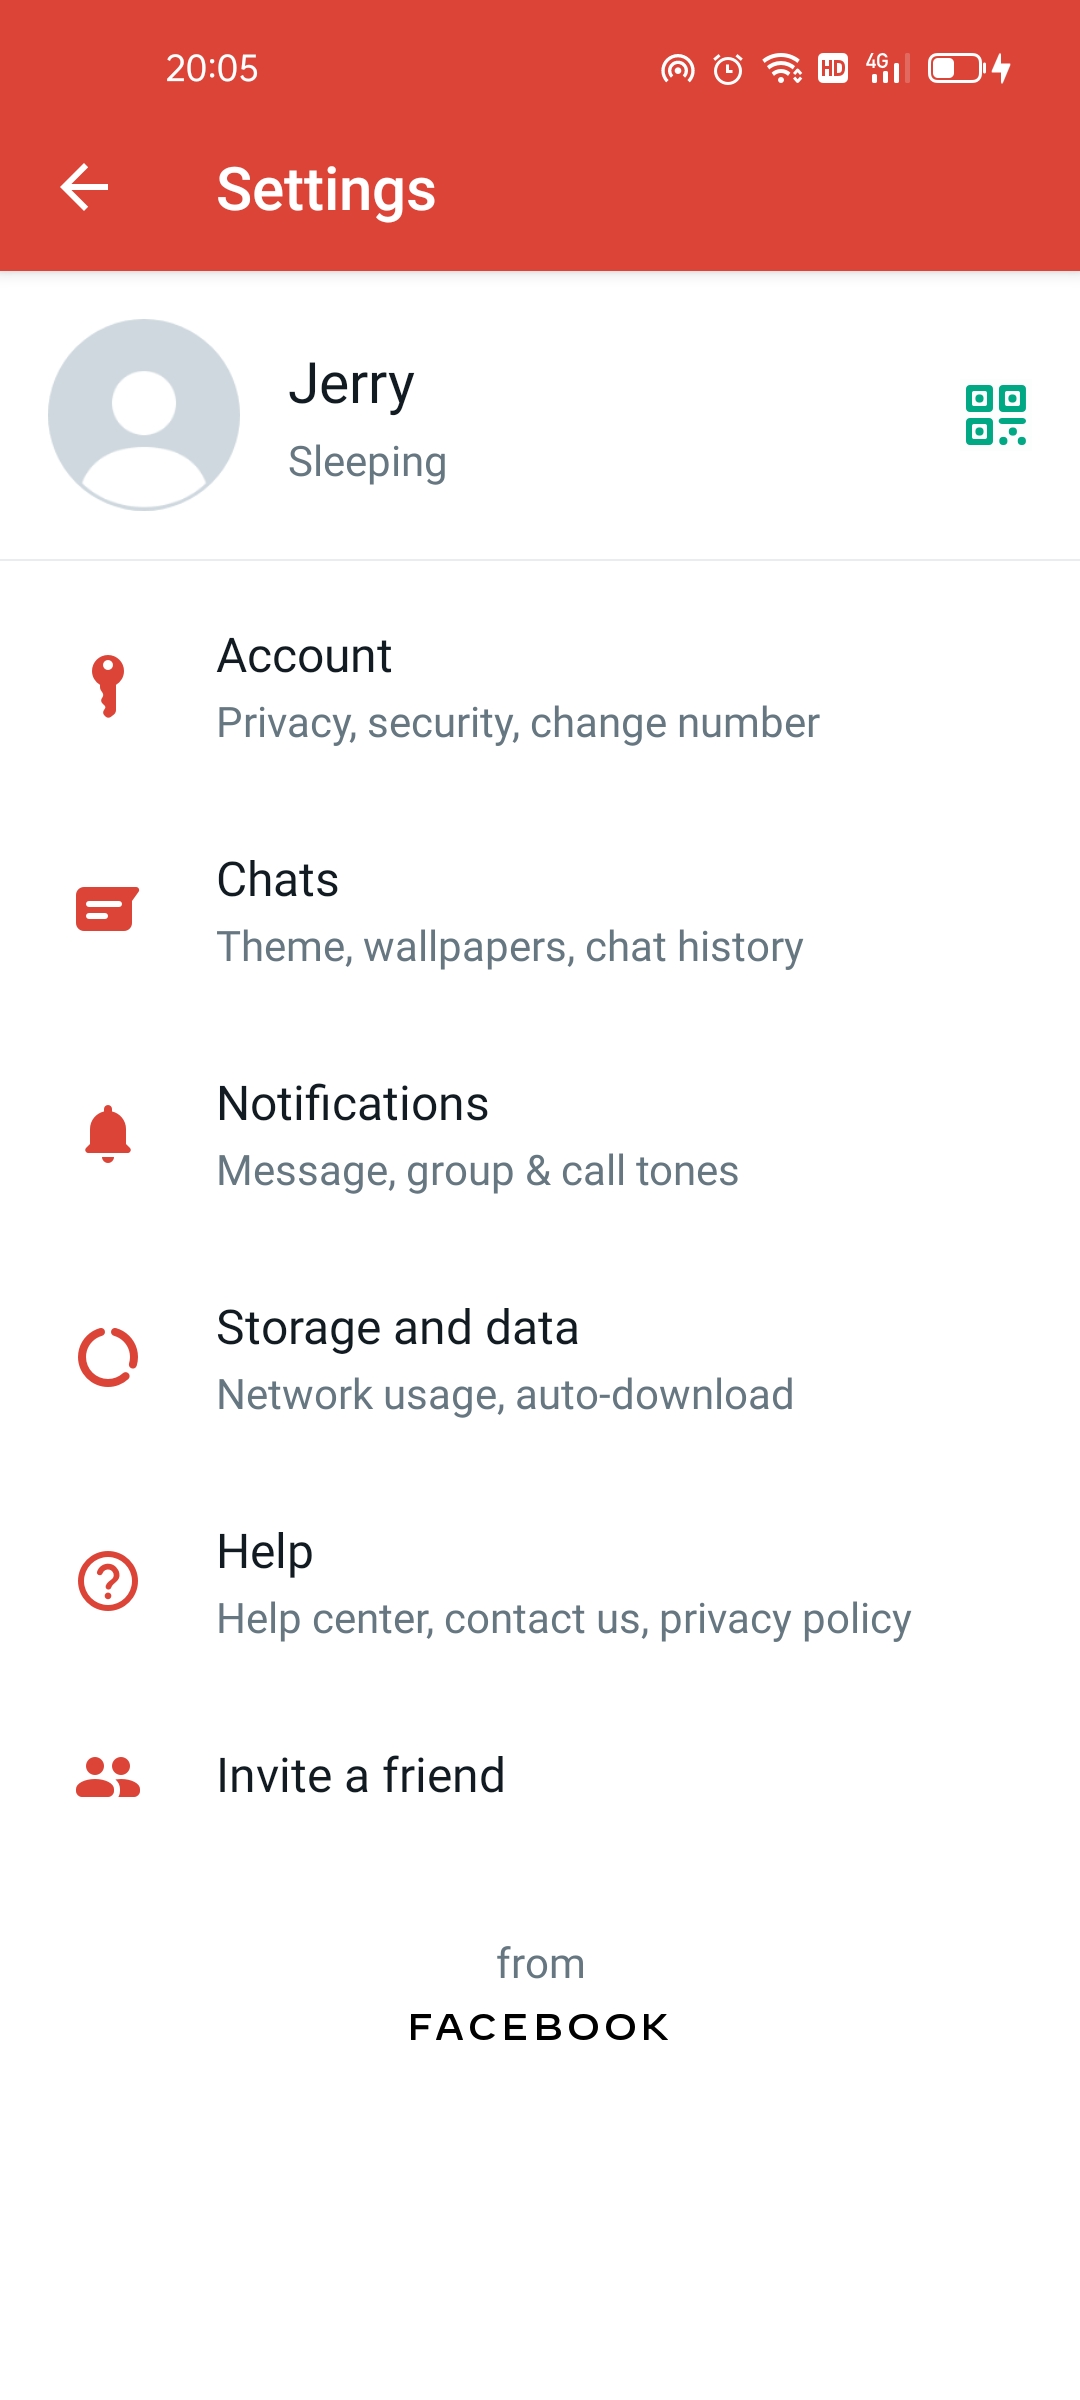 20:05
HD
4G
Settings
Jerry
Sleeping
Account
Privacy, security, change number
Chats
Theme, wallpapers, chat history
Notifications
Message, group & call tones
Storage and data
Network usage, auto-download
Help
Help center, contact us, privacy policy
Invite a friend
from
FACEBOOK